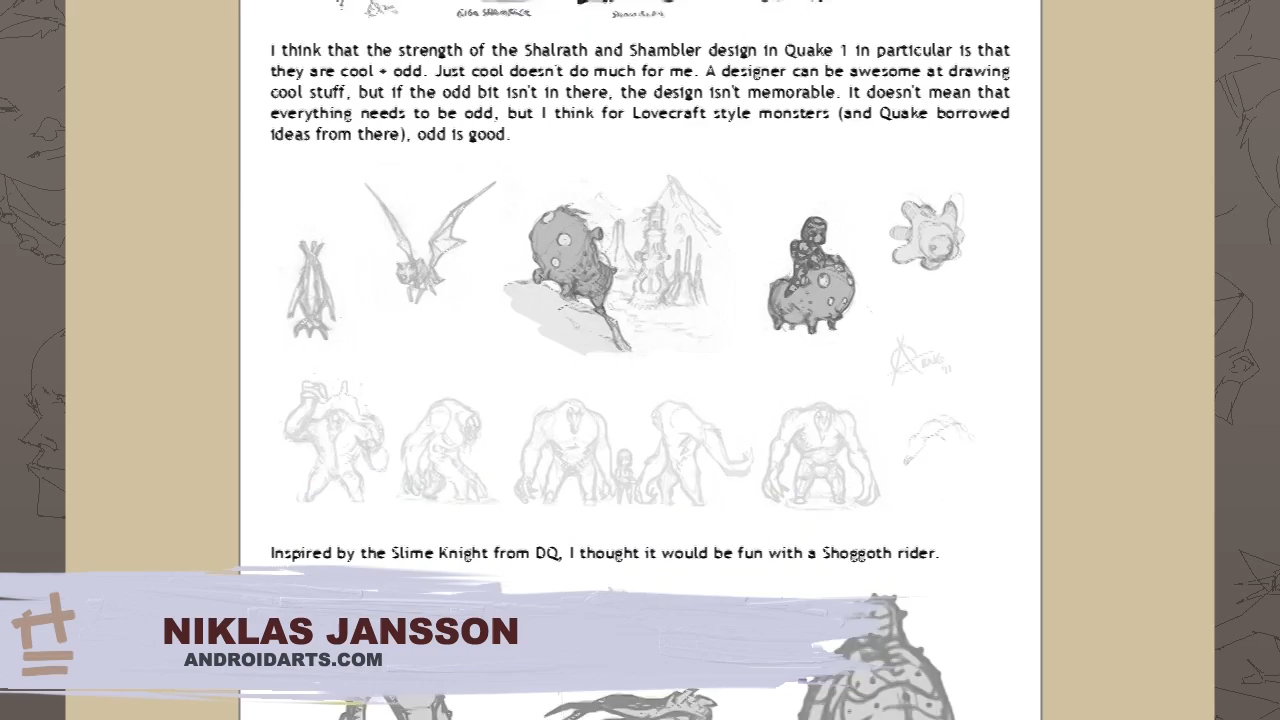 I think that the strength of the Shalrath and Shambler design in Quake 1 in particular is that
they are cool + odd. Just cool doesn't do much for me. A designer can be awesome at drawing
cool stuff, but if the odd bit isn't in there, the design isn't memorable. It doesn't mean that
everything needs to be odd, but I think for Lovecraft style monsters (and Quake borrowed
ideas from there), odd is good.
Inspired by the Slime Knight from DQ, I thought it would be fun with a Shoggoth rider.
NIKLAS JANSSON
ANDROIDARTS.COM